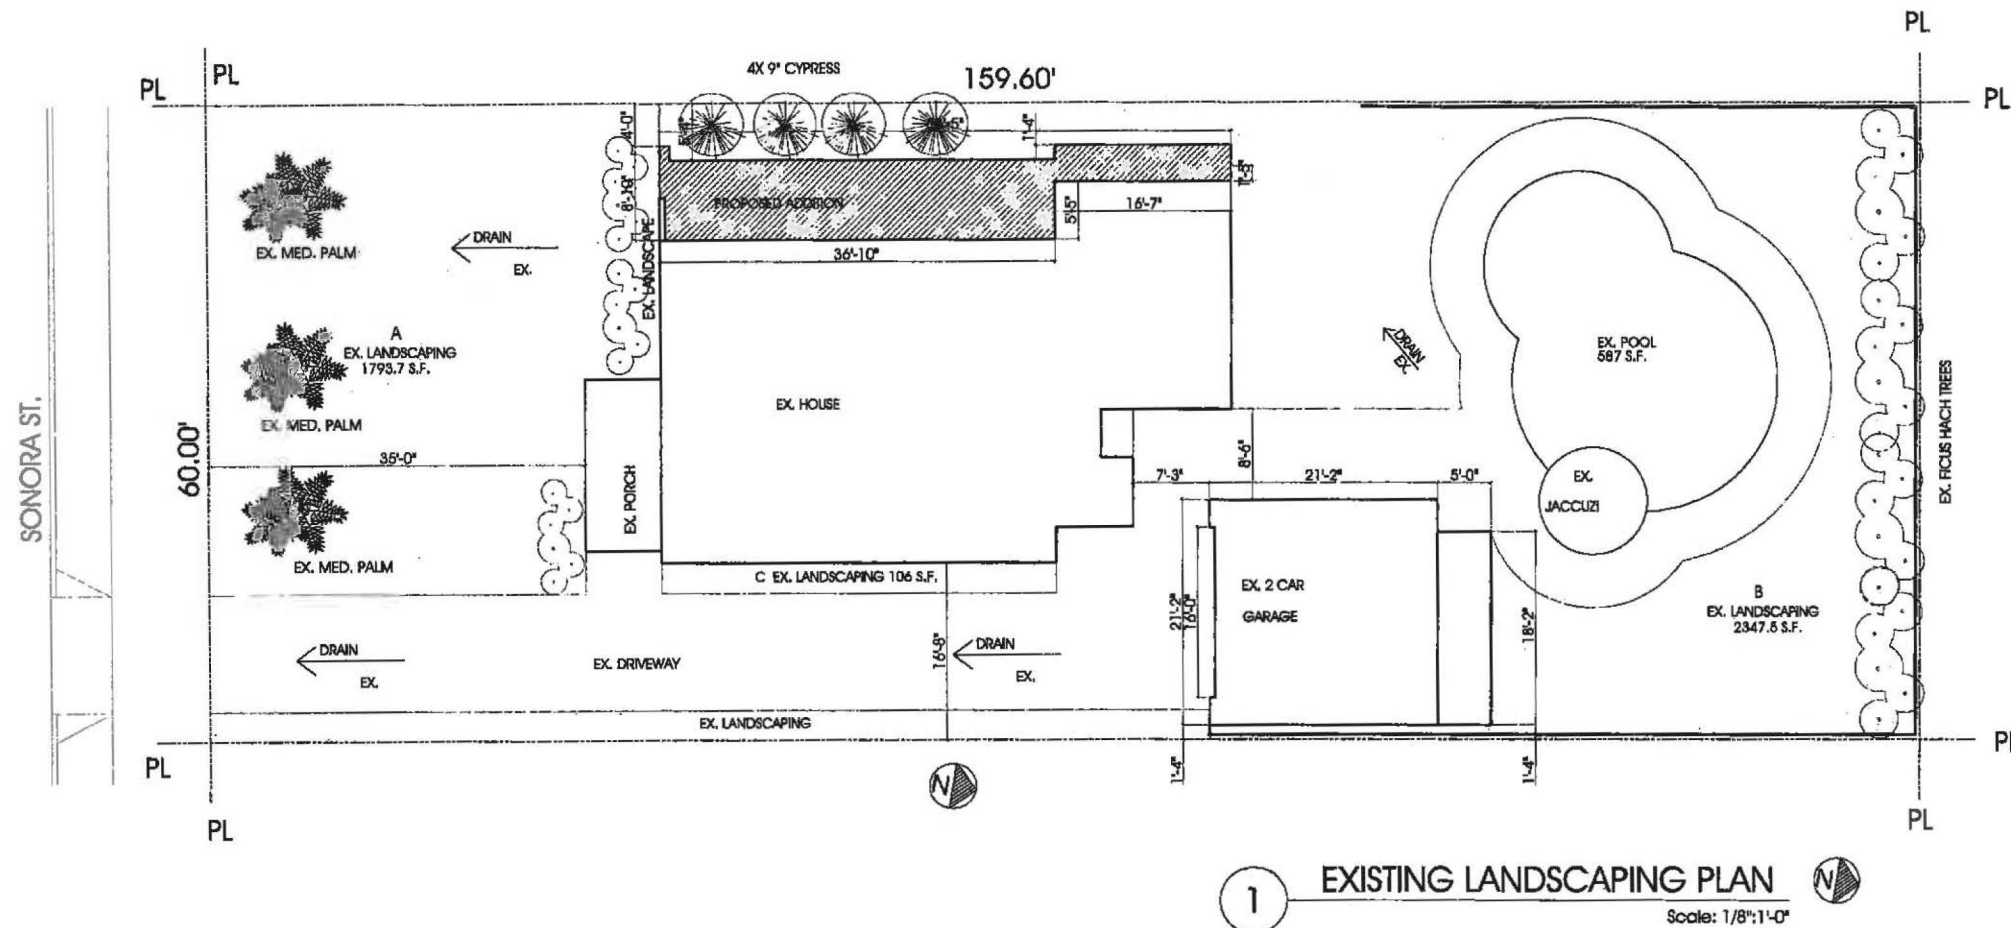 PL
PL
PL
4X 9" CYPRESS
159.60'
PL
4'-0"
1'-4"
8'-10"
PROPOSED ADDITION
5'-5"
16'-7"
1'-5"
36'-10"
EX. MED. PALM
DRAIN
EX.
EX. LANDSCAPE
A
EX. LANDSCAPING
1793.7 S.F.
EX. MED. PALM
SONORA ST.
60.00'
35'-0"
EX. MED. PALM
EX. PORCH
EX. HOUSE
DRAIN
EX.
EX. POOL
587 S.F.
EX.
JACCUZI
EX. FICUS HACH TREES
7'-3"
8'-6"
21'-2"
5'-0"
C EX. LANDSCAPING 106 S.F.
EX. 2 CAR
GARAGE
21'-2"
16'-0"
18'-2"
B
EX. LANDSCAPING
2347.5 S.F.
DRAIN
EX.
EX. DRIVEWAY
16'-8"
DRAIN
EX.
EX. LANDSCAPING
1'-4"
1'-4"
PL
PL
N
PL
PL
1
EXISTING LANDSCAPING PLAN
N
Scale: 1/8":1'-0"